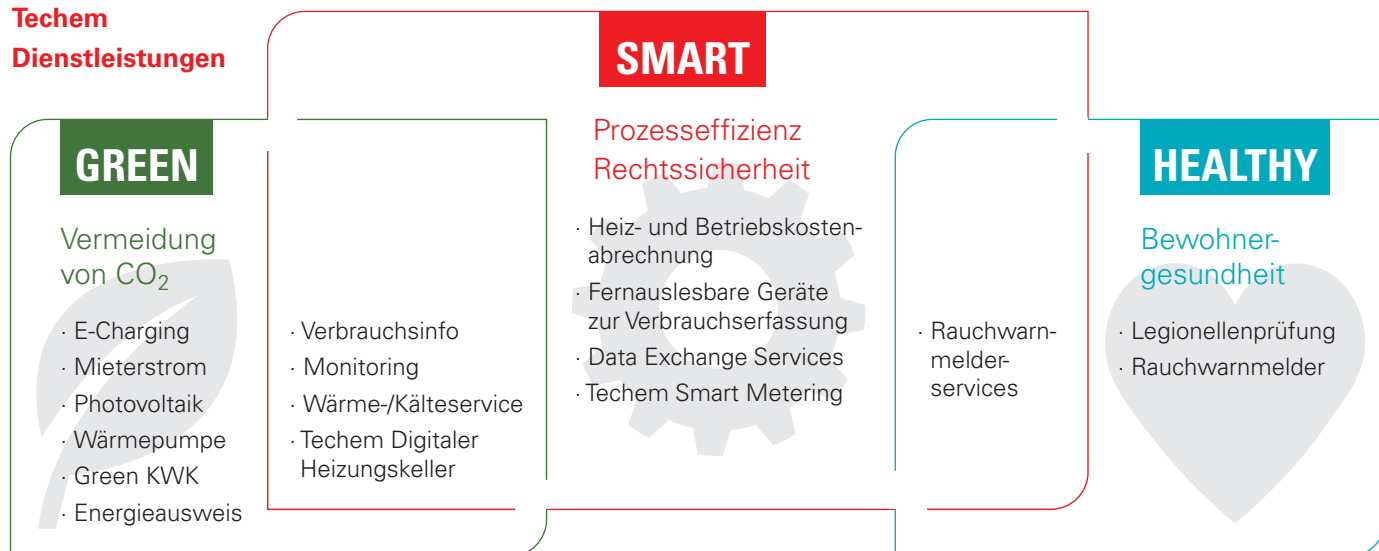 Techem
Dienstleistungen
SMART
Prozesseffizienz
Rechtssicherheit
GREEN
Vermeidung
von CO₂
· E-Charging
· Mieterstrom
· Photovoltaik
· Wärmepumpe
· Green KWK
· Energieausweis
· Verbrauchsinfo
· Monitoring
· Wärme-/Kälteservice
· Techem Digitaler
Heizungskeller
· Heiz- und Betriebskosten-
abrechnung
· Fernauslesbare Geräte
zur Verbrauchserfassung
· Data Exchange Services
· Techem Smart Metering
· Rauchwarn-
melder-
services
HEALTHY
Bewohner-
gesundheit
· Legionellenprüfung
· Rauchwarnmelder